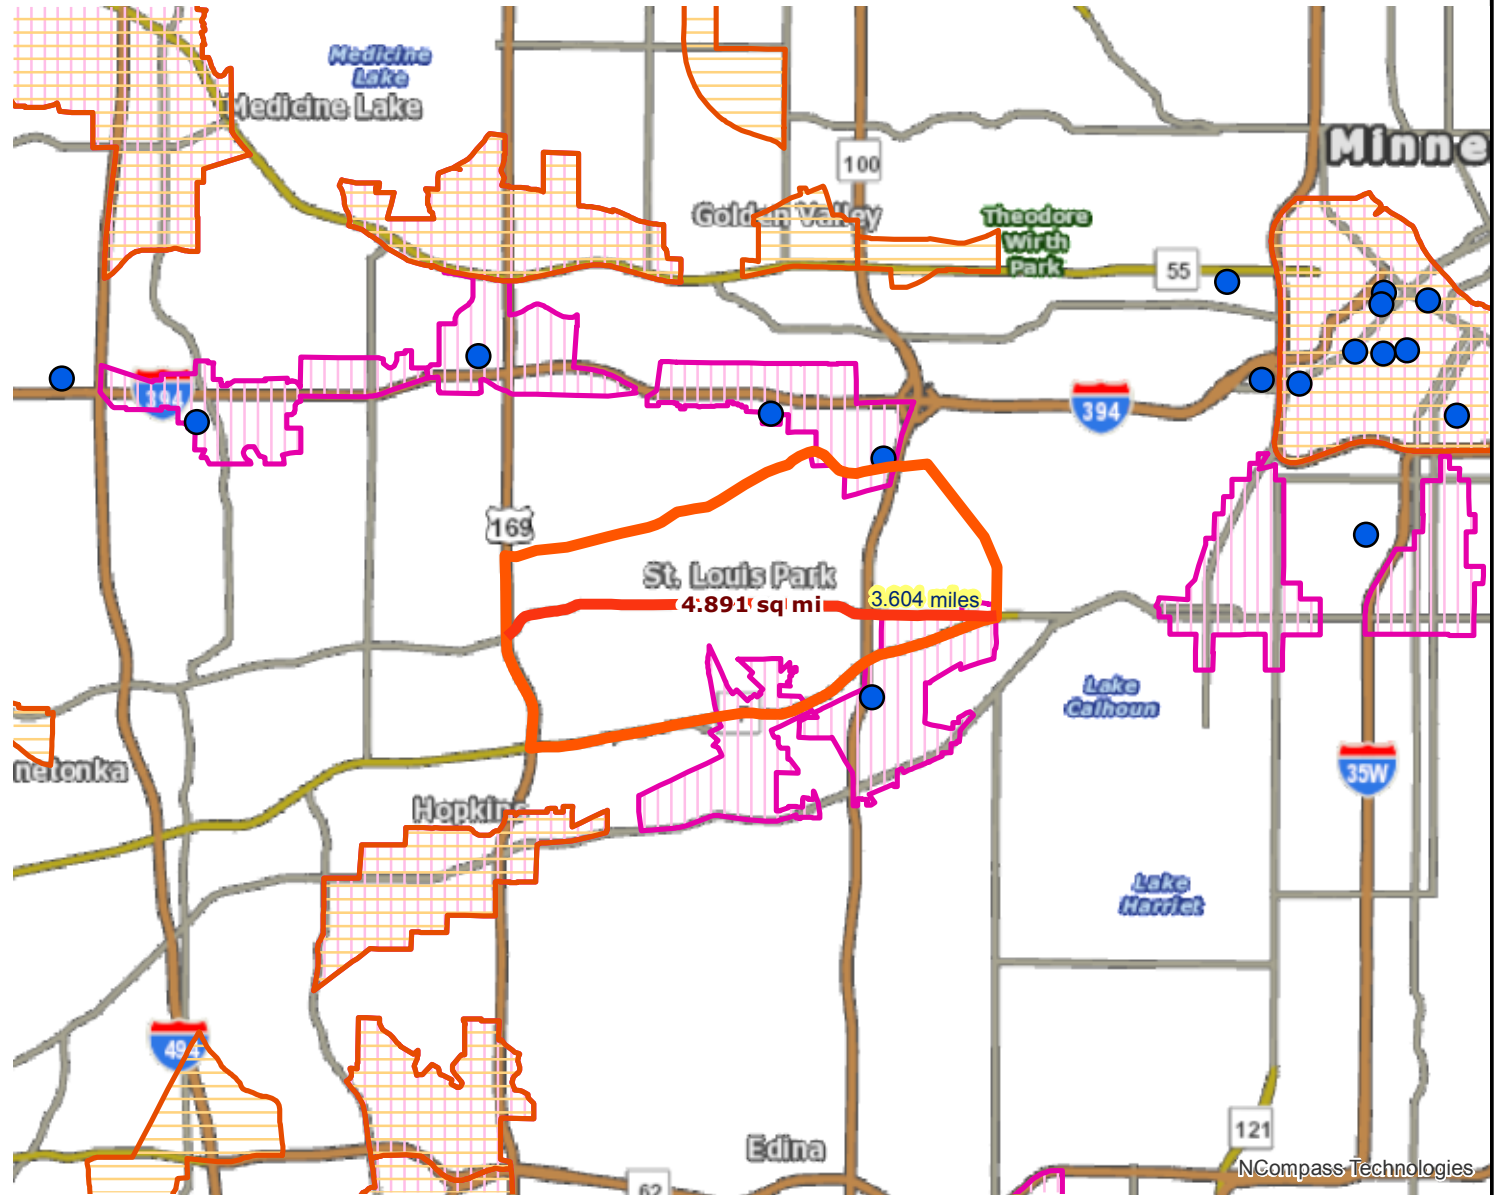 Medicine
Lake
Medicine Lake
Minne
100
Golden Valley
Theodore
Wirth
Park
55
394
394
169
St. Louis Park
4.891 sq mi
3.604 miles
Lake
Calhoun
netonka
35W
Hopkins
Lake
Harriet
494
121
Edina
NCompass Technologies
62